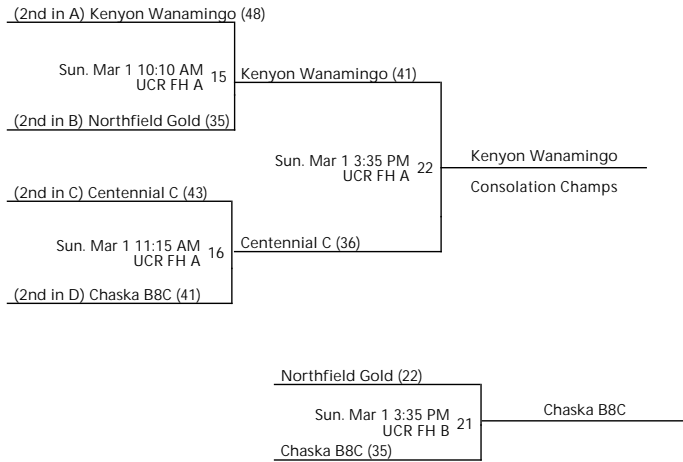 (2nd in A) Kenyon Wanamingo (48)
Sun. Mar 1 10:10 AM
UCR FH A
15
Kenyon Wanamingo (41)
(2nd in B) Northfield Gold (35)
Sun. Mar 1 3:35 PM
UCR FH A
22
Kenyon Wanamingo
Consolation Champs
(2nd in C) Centennial C (43)
Sun. Mar 1 11:15 AM
UCR FH A
16
Centennial C (36)
(2nd in D) Chaska B8C (41)
Northfield Gold (22)
Sun. Mar 1 3:35 PM
UCR FH B
21
Chaska B8C
Chaska B8C (35)